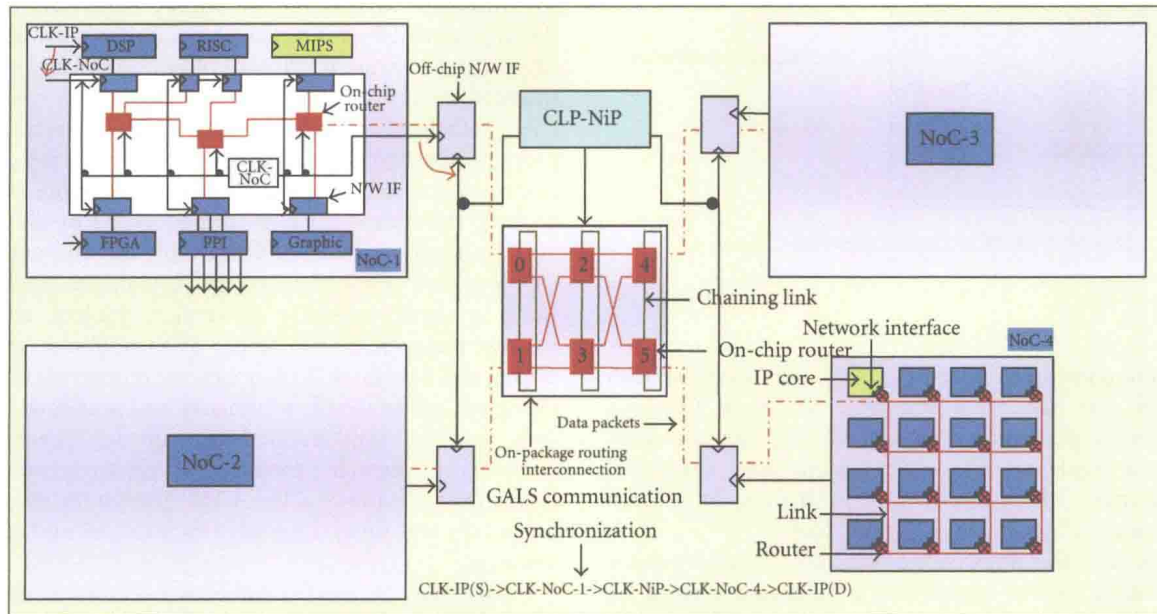 CLK-IP
DSP
RISC
MIPS
CLK-NoC
On-chip
router
CLK-
NoC
N/W IF
FPGA
PPI
Graphic
NoC-1
Off-chip N/W IF
CLP-NiP
NoC-3
0
2
4
1
3
5
Chaining link
On-chip router
Network interface
NoC-4
IP core
Data packets
On-package routing
interconnection
NoC-2
GALS communication
Link
Synchronization
Router
CLK-IP(S)->CLK-NoC-1->CLK-NiP->CLK-NoC-4->CLK-IP(D)